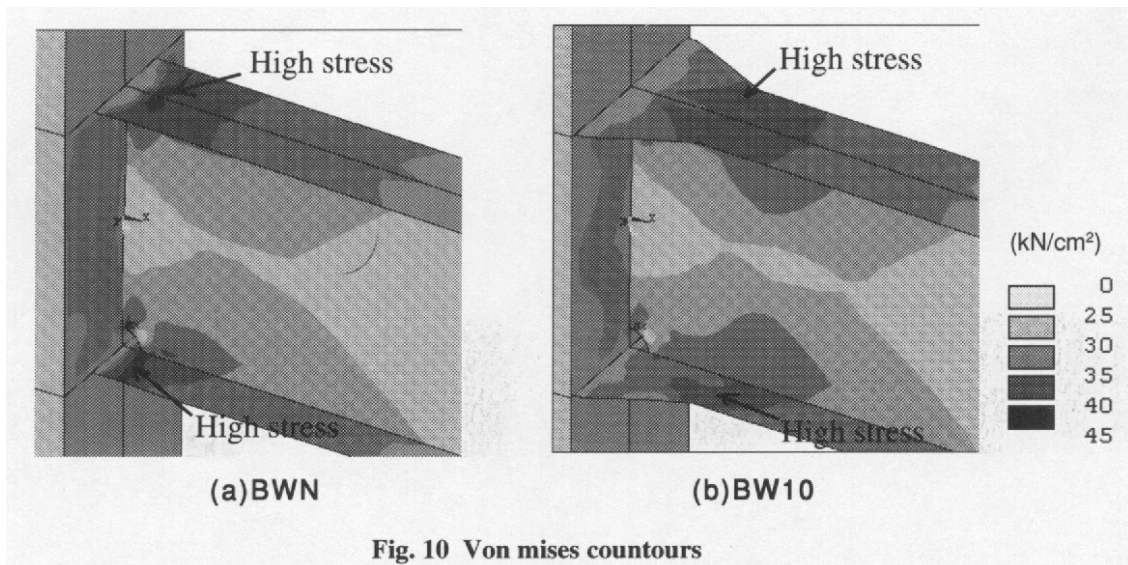 High stress
High stress
High stress
High stress
x
x
(kN/cm²)
0
25
30
35
40
45
(a)BWN
(b)BW10
Fig. 10 Von mises countours